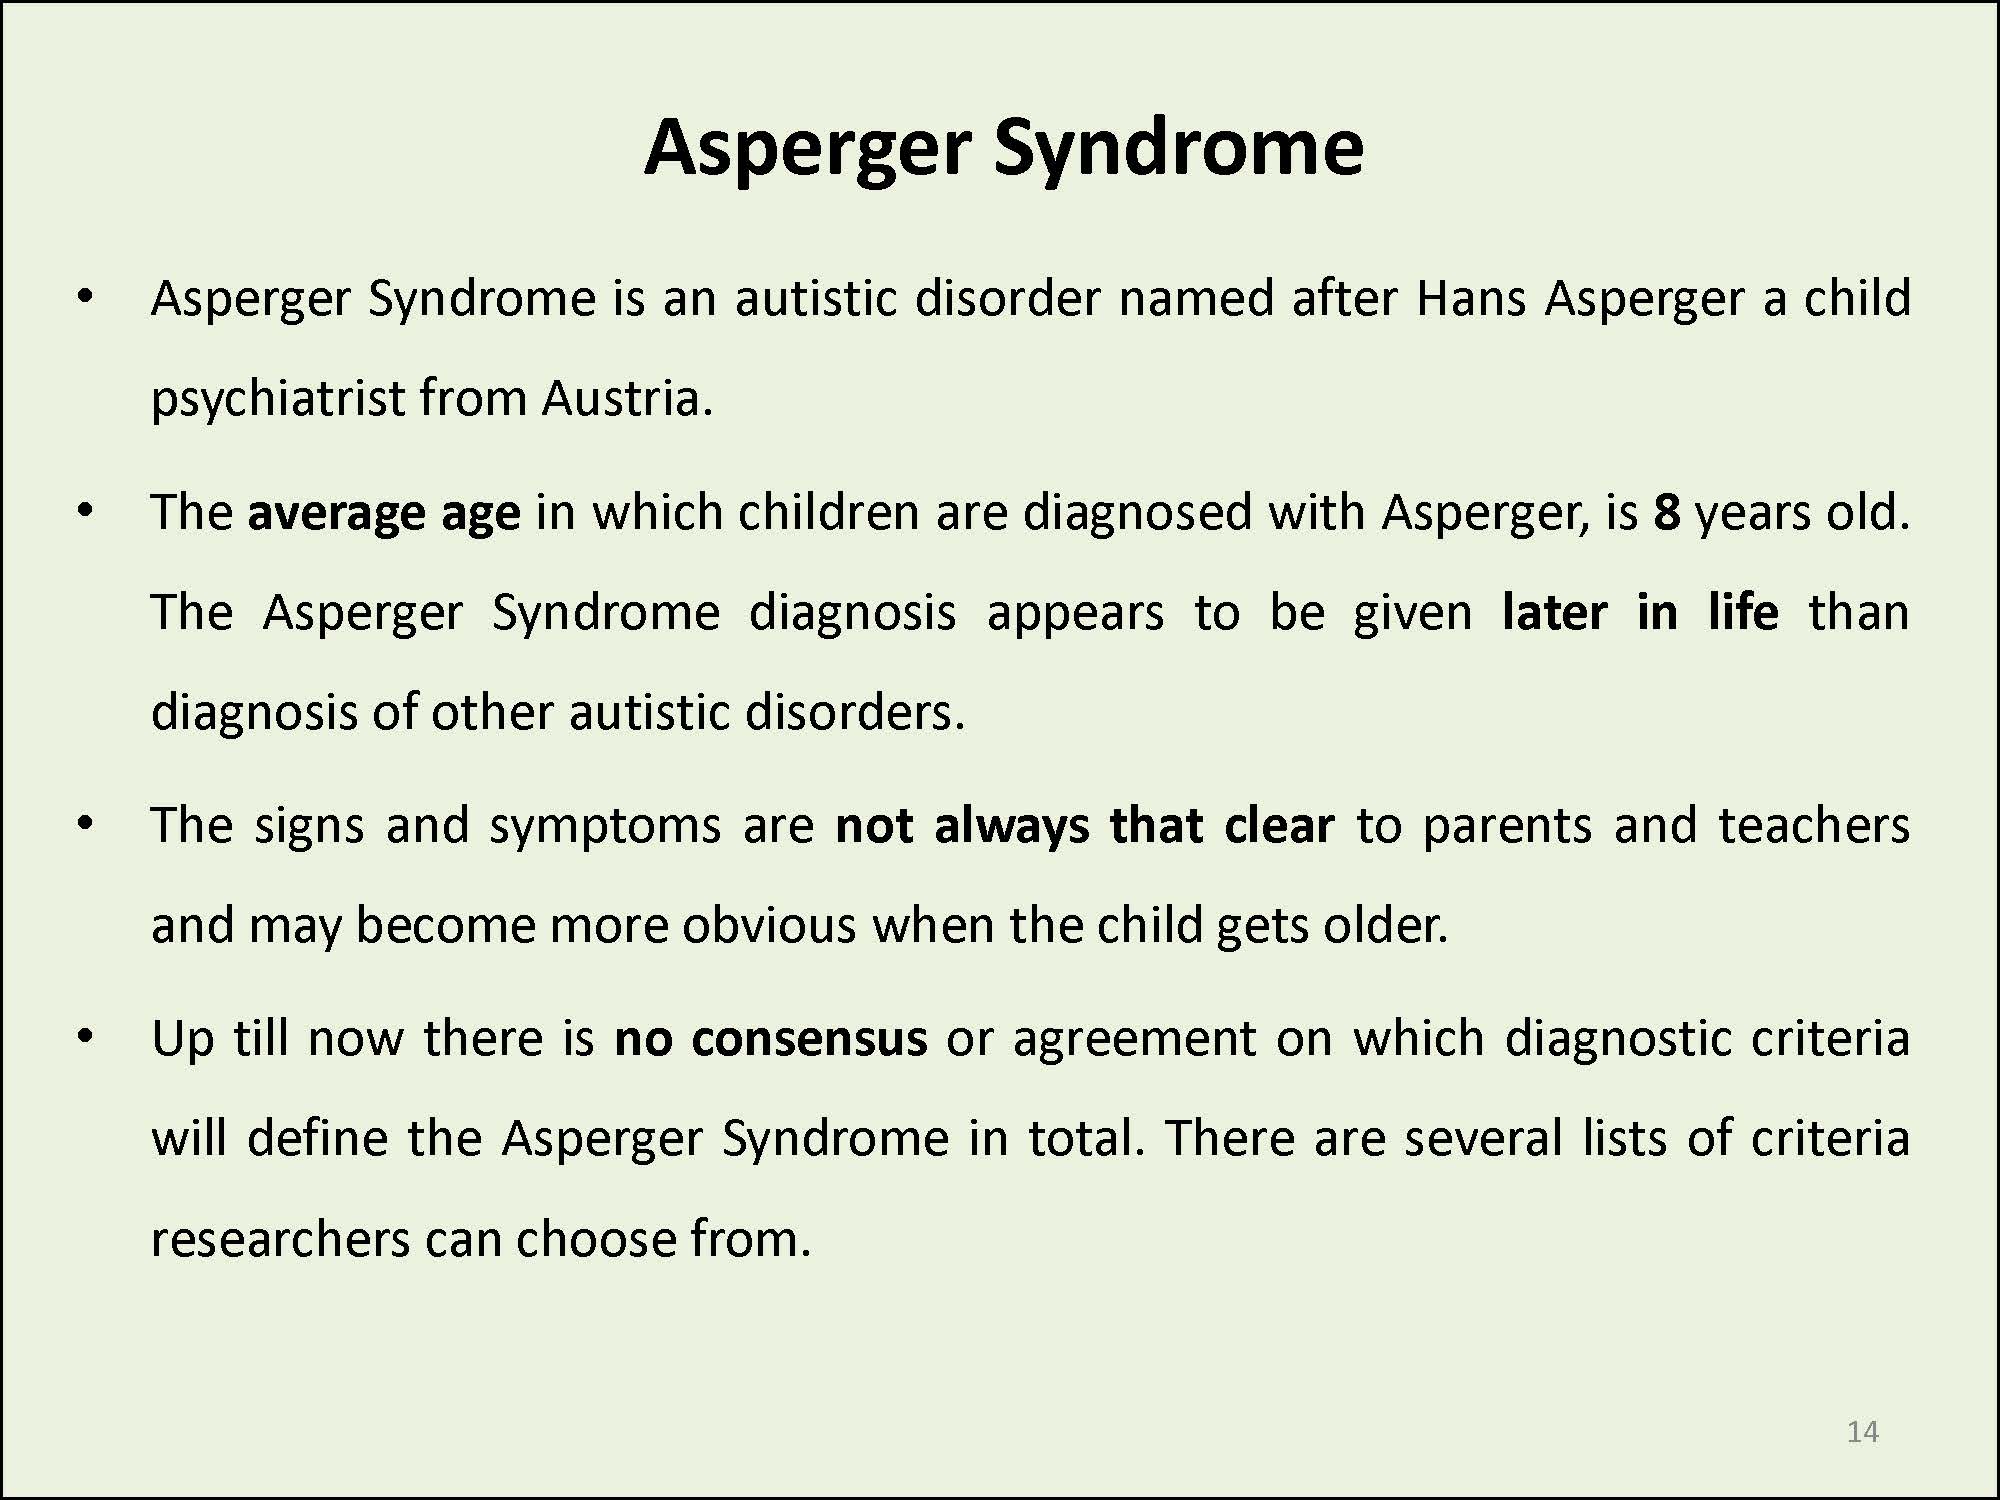 Asperger Syndrome
• Asperger Syndrome is an autistic disorder named after Hans Asperger a child
psychiatrist from Austria.
• The average age in which children are diagnosed with Asperger, is 8 years old.
The Asperger Syndrome diagnosis appears to be given later in life than
diagnosis of other autistic disorders.
• The signs and symptoms are not always that clear to parents and teachers
and may become more obvious when the child gets older.
• Up till now there is no consensus or agreement on which diagnostic criteria
will define the Asperger Syndrome in total. There are several lists of criteria
researchers can choose from.
14